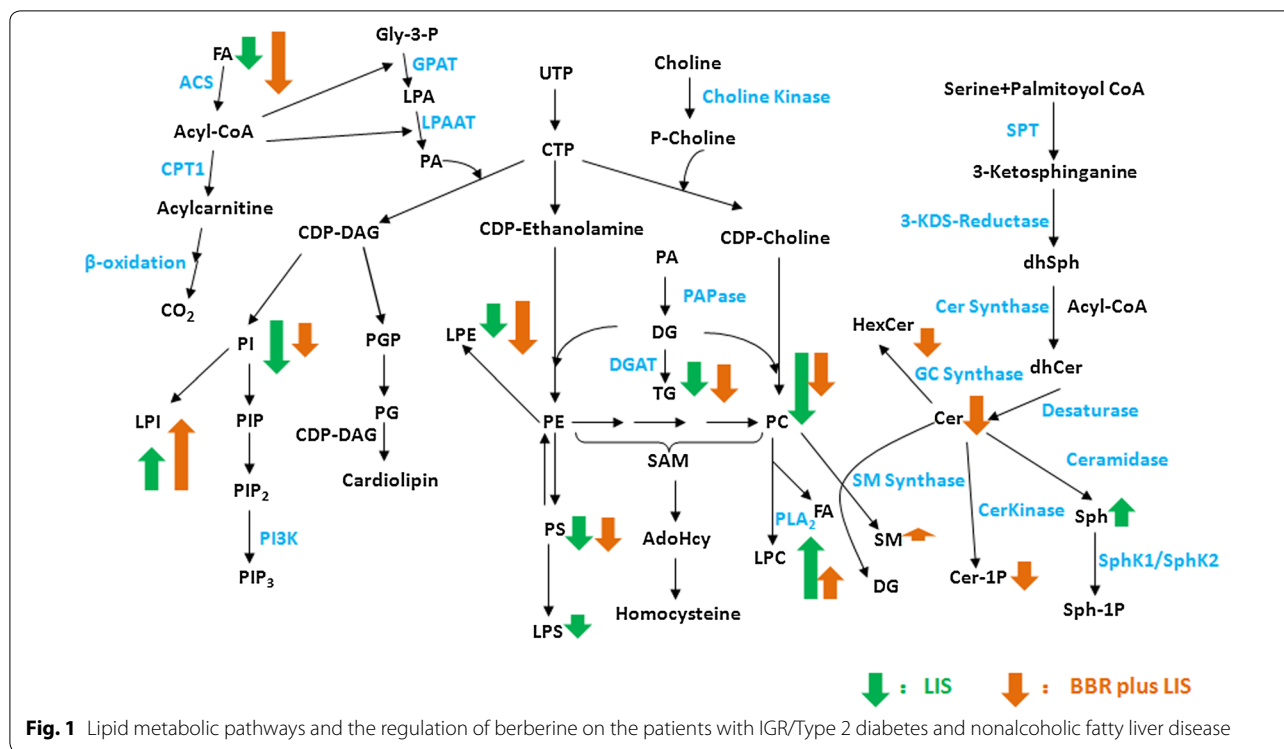 FA
ACS
Acyl-CoA
CPT1
Acylcarnitine
β-oxidation
CO2
Gly-3-P
GPAT
LPA
LPAAT
PA
UTP
CTP
Choline
Choline Kinase
P-Choline
CDP-DAG
CDP-Ethanolamine
CDP-Choline
PI
LPI
PIP
PIP2
PI3K
PIP3
PGP
PG
CDP-DAG
Cardiolipin
LPE
PA
PAPase
DG
DGAT
TG
PE
PC
SAM
PS
LPS
AdoHcy
Homocysteine
PLA2
FA
LPC
SM Synthase
SM
DG
Serine+Palmitoyol CoA
SPT
3-Ketosphinganine
3-KDS-Reductase
dhSph
Cer Synthase
Acyl-CoA
dhCer
HexCer
GC Synthase
Desaturase
Cer
Ceramidase
CerKinase
Sph
Cer-1P
SphK1/SphK2
Sph-1P
: LIS
: BBR plus LIS
Fig. 1 Lipid metabolic pathways and the regulation of berberine on the patients with IGR/Type 2 diabetes and nonalcoholic fatty liver disease